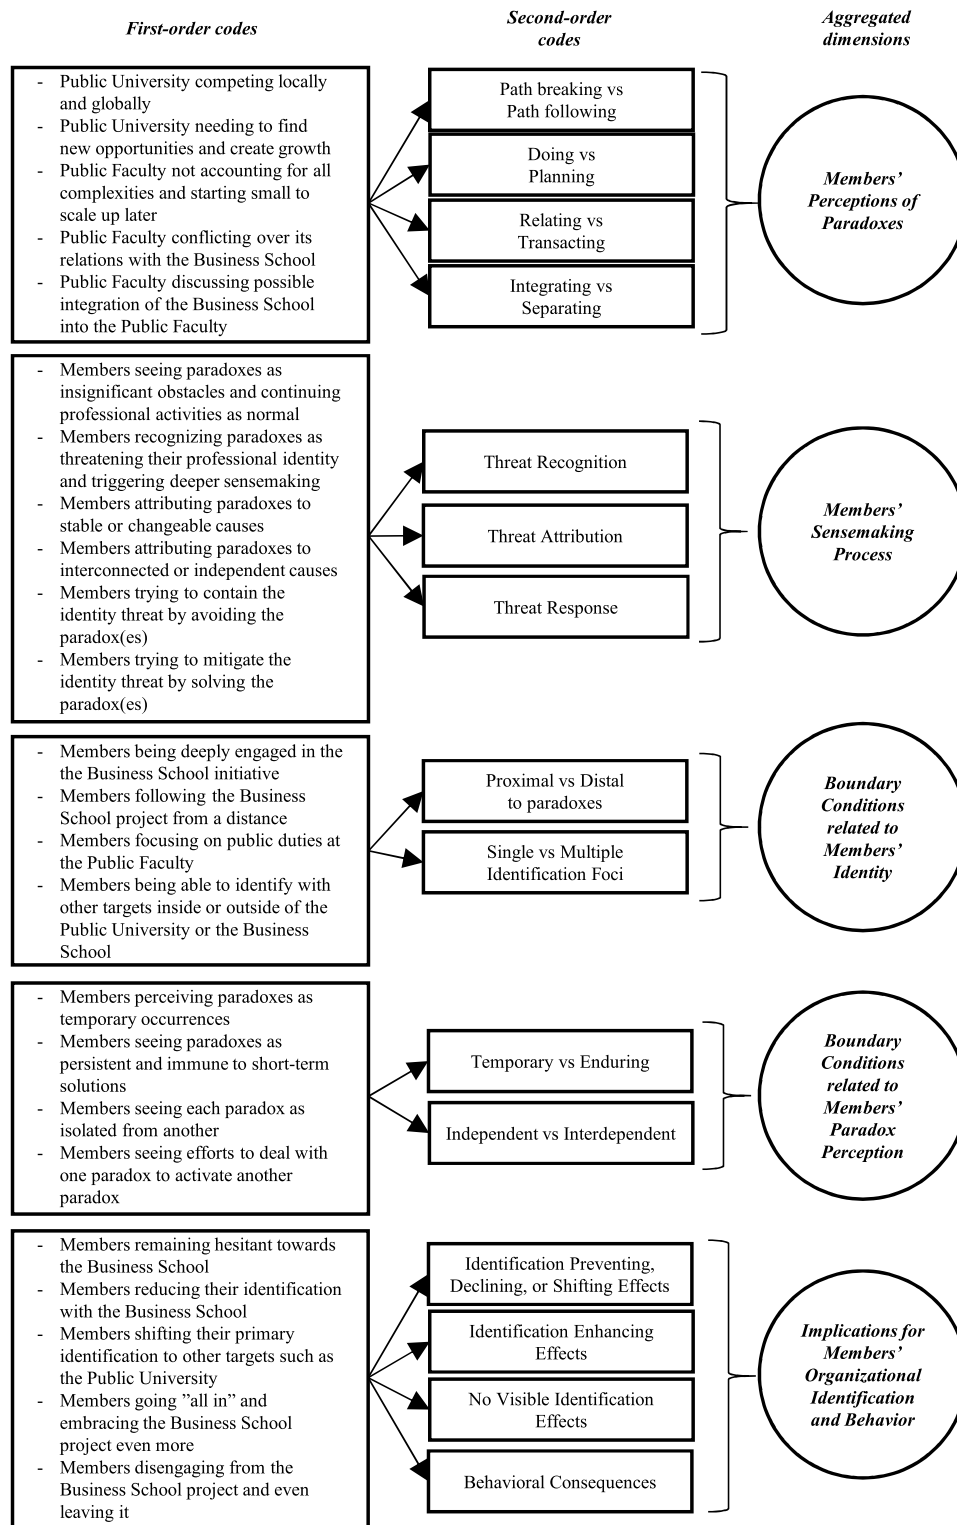 First-order codes
Second-order
codes
Aggregated
dimensions
- Public University competing locally
and globally
- Public University needing to find
new opportunities and create growth
- Public Faculty not accounting for all
complexities and starting small to
scale up later
- Public Faculty conflicting over its
relations with the Business School
- Public Faculty discussing possible
integration of the Business School
into the Public Faculty
Path breaking vs
Path following
Doing vs
Planning
Relating vs
Transacting
Integrating vs
Separating
Members’
Perceptions of
Paradoxes
- Members seeing paradoxes as
insignificant obstacles and continuing
professional activities as normal
- Members recognizing paradoxes as
threatening their professional identity
and triggering deeper sensemaking
- Members attributing paradoxes to
stable or changeable causes
- Members attributing paradoxes to
interconnected or independent causes
- Members trying to contain the
identity threat by avoiding the
paradox(es)
- Members trying to mitigate the
identity threat by solving the
paradox(es)
Threat Recognition
Threat Attribution
Threat Response
Members’
Sensemaking
Process
- Members being deeply engaged in the
the Business School initiative
- Members following the Business
School project from a distance
- Members focusing on public duties at
the Public Faculty
- Members being able to identify with
other targets inside or outside of the
Public University or the Business
School
Proximal vs Distal
to paradoxes
Single vs Multiple
Identification Foci
Boundary
Conditions
related to
Members’
Identity
- Members perceiving paradoxes as
temporary occurrences
- Members seeing paradoxes as
persistent and immune to short-term
solutions
- Members seeing each paradox as
isolated from another
- Members seeing efforts to deal with
one paradox to activate another
paradox
Temporary vs Enduring
Independent vs Interdependent
Boundary
Conditions
related to
Members’
Paradox
Perception
- Members remaining hesitant towards
the Business School
- Members reducing their identification
with the Business School
- Members shifting their primary
identification to other targets such as
the Public University
- Members going ”all in” and
embracing the Business School
project even more
- Members disengaging from the
Business School project and even
leaving it
Identification Preventing,
Declining, or Shifting Effects
Identification Enhancing
Effects
No Visible Identification
Effects
Behavioral Consequences
Implications for
Members’
Organizational
Identification
and Behavior